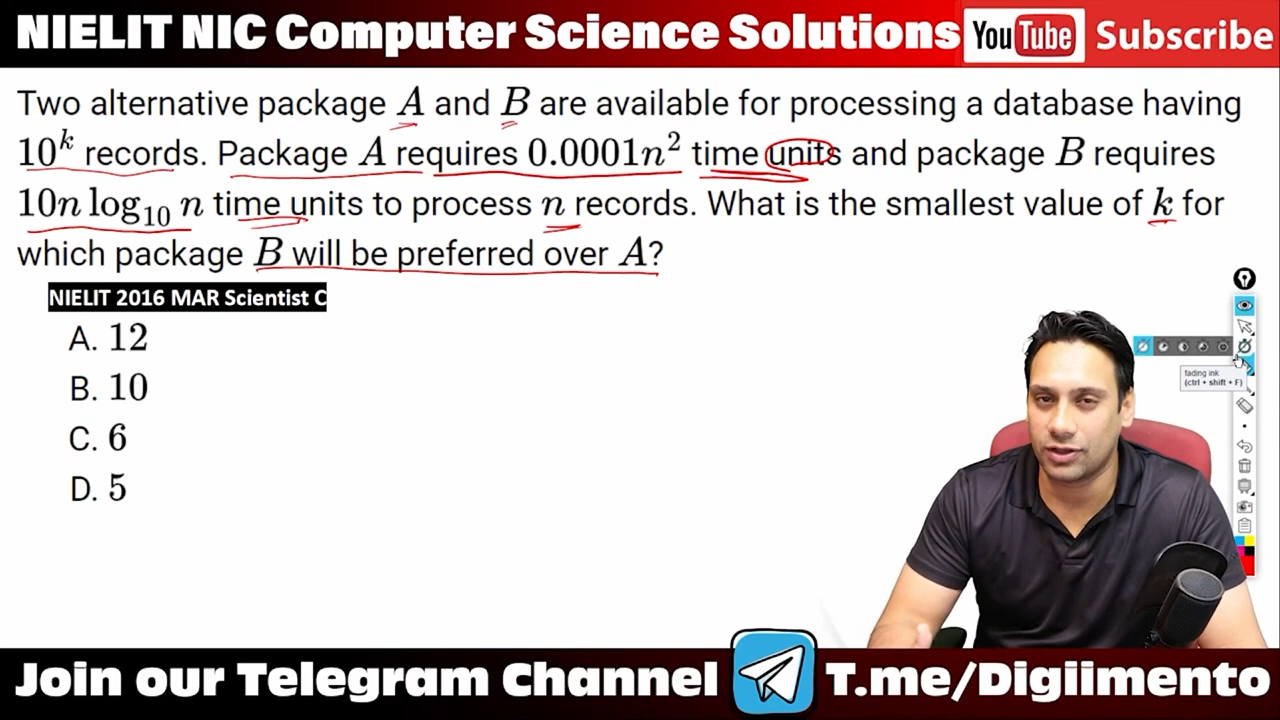 NIELIT NIC Computer Science Solutions YouTube Subscribe
Two alternative package A and B are available for processing a database having
10^k records. Package A requires 0.0001n^2 time units and package B requires
10n log_10 n time units to process n records. What is the smallest value of k for
which package B will be preferred over A?
NIELIT 2016 MAR Scientist C
A. 12
B. 10
C. 6
D. 5
fading ink
(ctrl + shift + F)
Join our Telegram Channel T.me/Digiimento